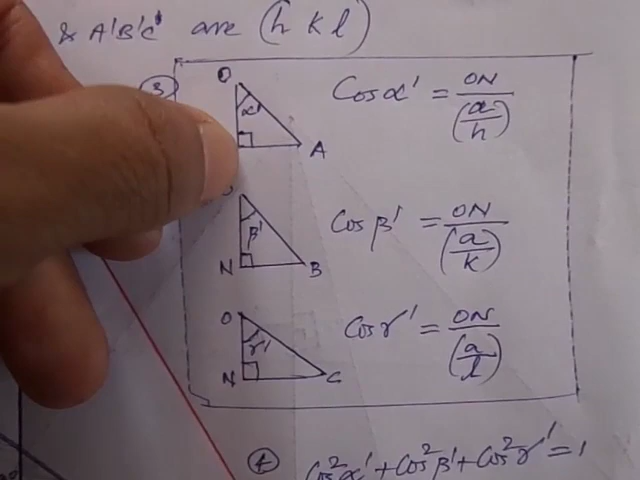 & A'B'C' are (h k l)
3
O
α'
A
Cos α' = ON/(a/h)
β'
N
B
Cos β' = ON/(a/k)
O
γ'
N
C
Cos γ' = ON/(a/l)
4 Cos²α' + Cos²β' + Cos²γ' = 1